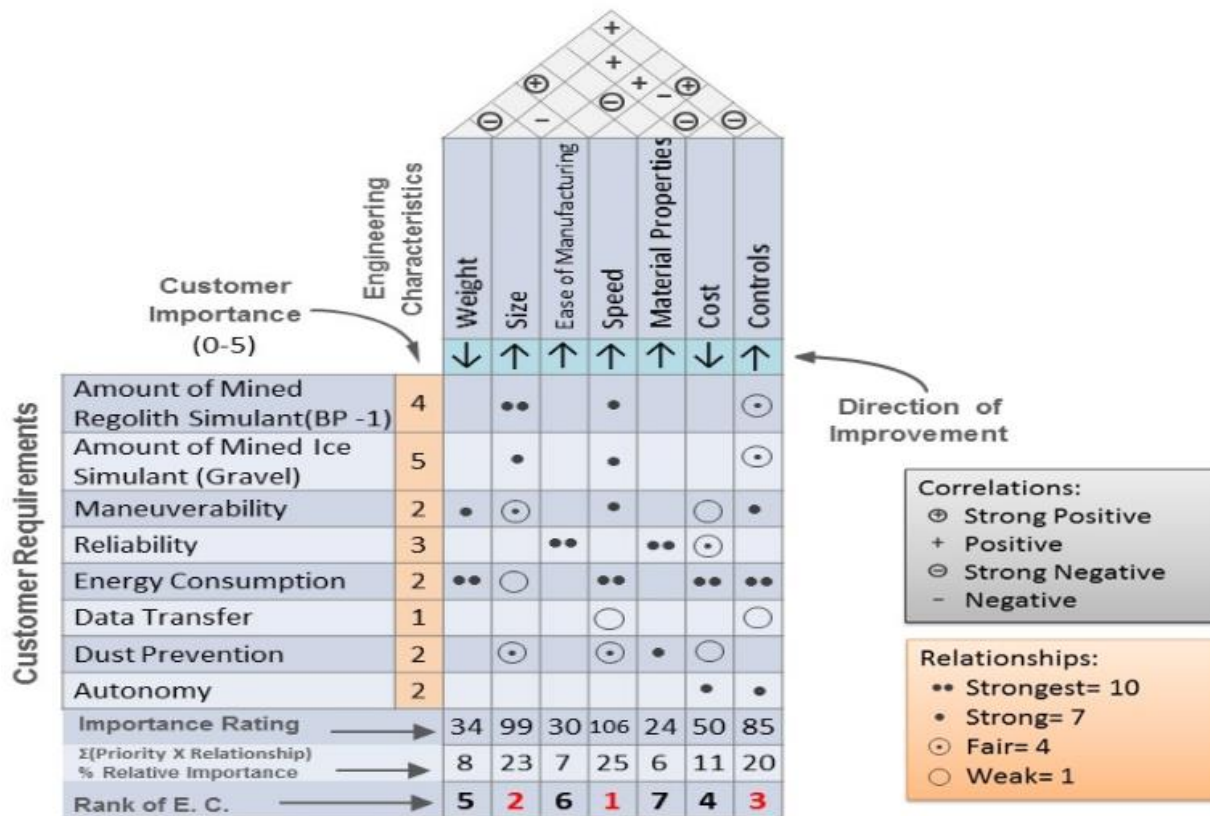 Engineering
Characteristics
Weight
Size
Ease of Manufacturing
Speed
Material Properties
Cost
Controls
Customer
Importance
(0-5)
Direction of
Improvement
Customer Requirements
Amount of Mined
Regolith Simulant(BP -1) 4
Amount of Mined Ice
Simulant (Gravel) 5
Maneuverability 2
Reliability 3
Energy Consumption 2
Data Transfer 1
Dust Prevention 2
Autonomy 2
Importance Rating 34 99 30 106 24 50 85
Σ(Priority X Relationship)
% Relative Importance 8 23 7 25 6 11 20
Rank of E. C. 5 2 6 1 7 4 3
Correlations:
⊕ Strong Positive
+ Positive
⊖ Strong Negative
- Negative
Relationships:
•• Strongest= 10
• Strong= 7
⊙ Fair= 4
○ Weak= 1